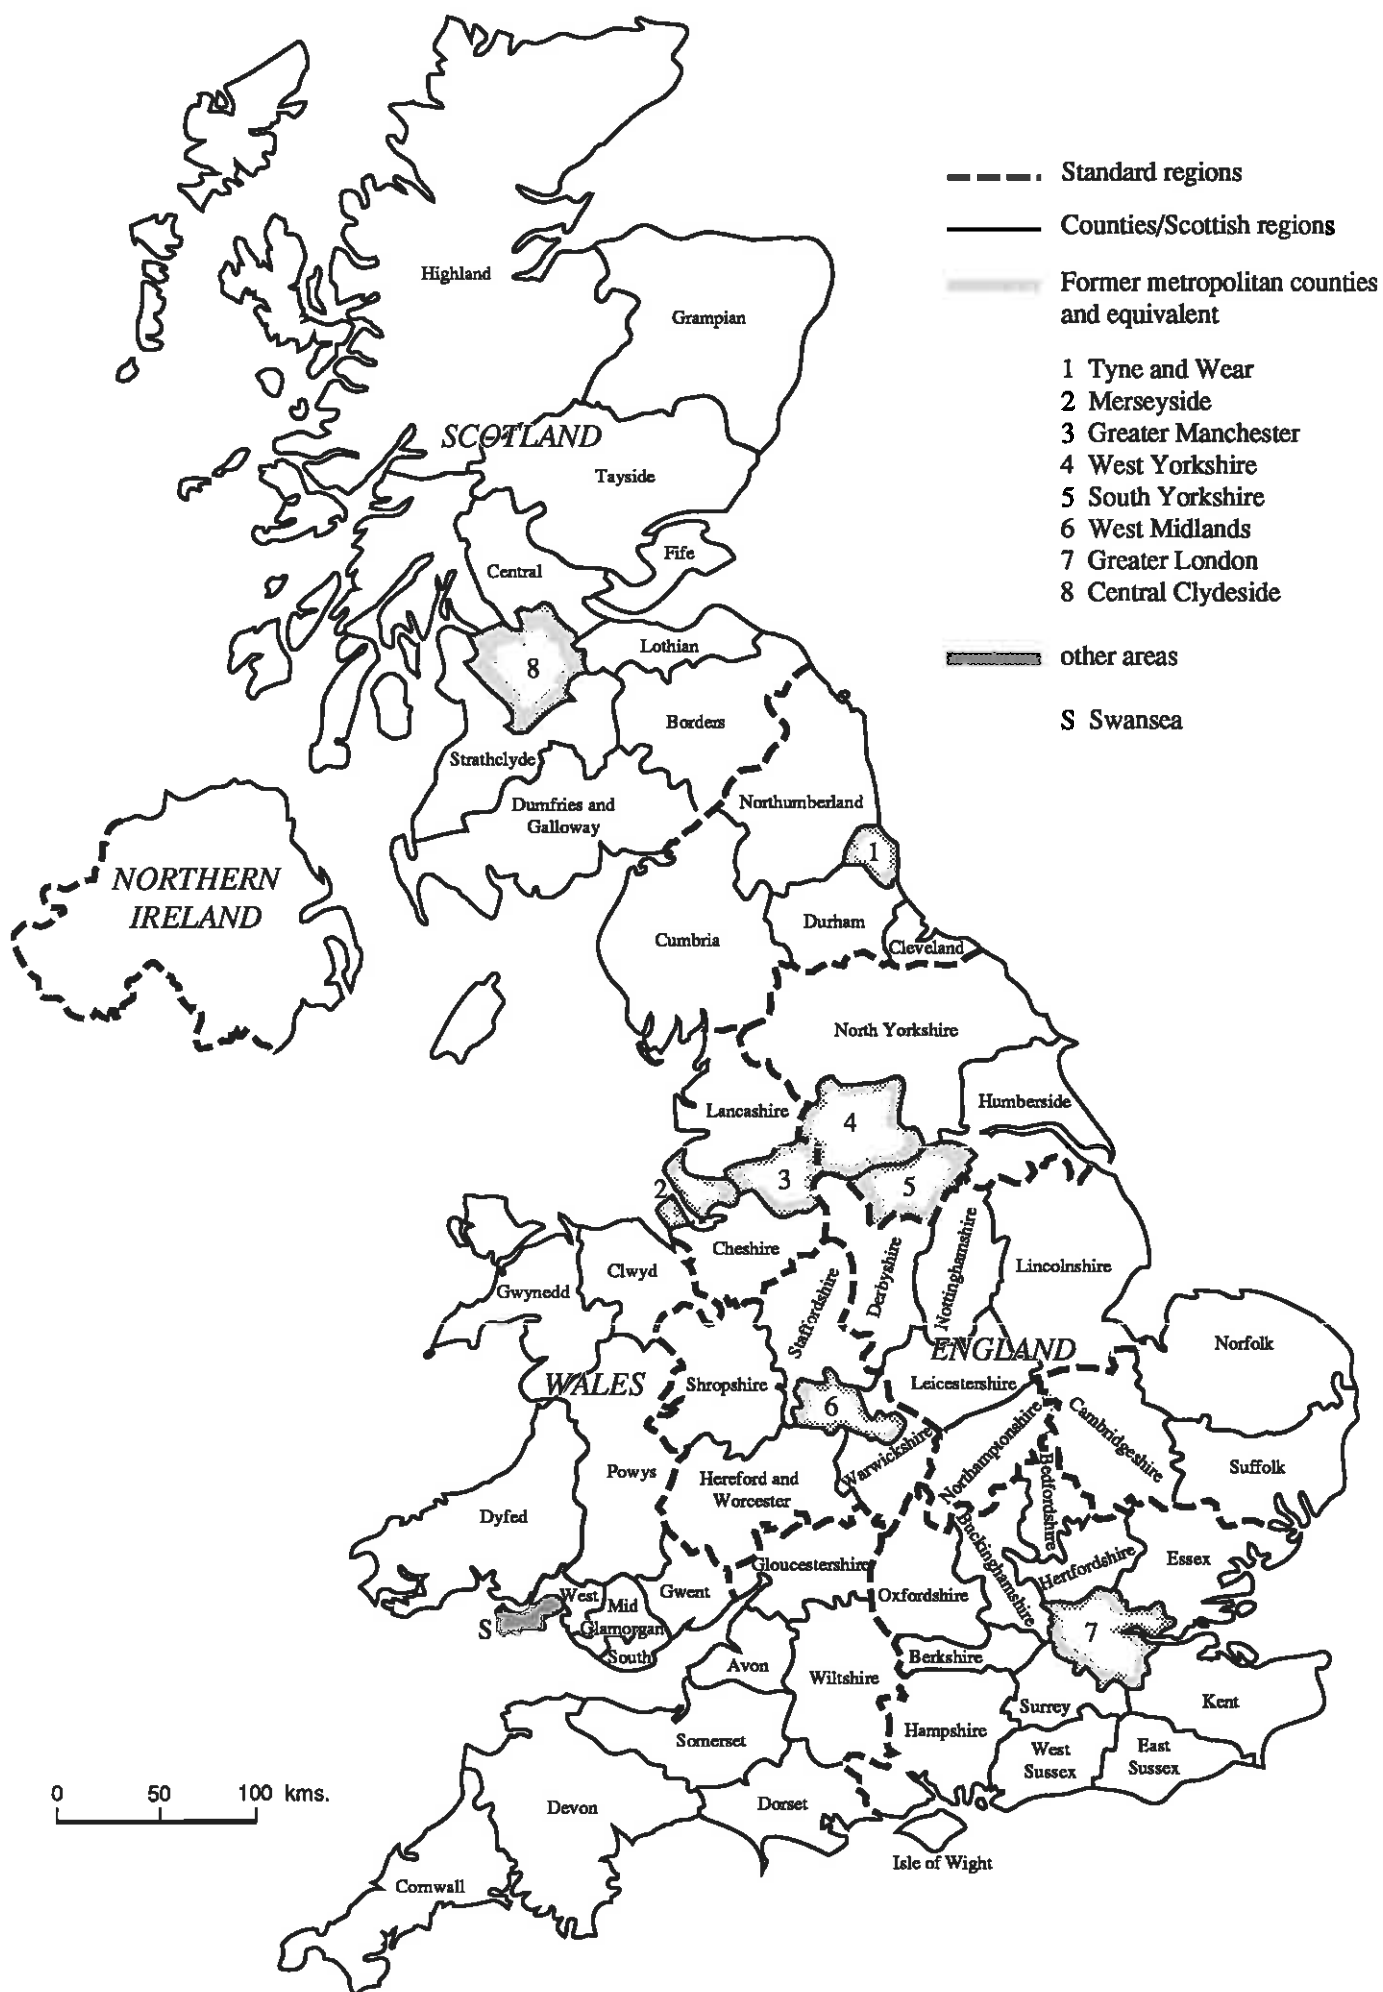 Standard regions
Counties/Scottish regions
Former metropolitan counties
and equivalent
1 Tyne and Wear
2 Merseyside
3 Greater Manchester
4 West Yorkshire
5 South Yorkshire
6 West Midlands
7 Greater London
8 Central Clydeside
other areas
S Swansea
Highland
Grampian
SCOTLAND
Tayside
Fife
Central
Lothian
8
Borders
Strathclyde
Dumfries and
Galloway
Northumberland
1
NORTHERN
IRELAND
Durham
Cumbria
Cleveland
North Yorkshire
Lancashire
Humberside
4
3
5
2
Cheshire
Clwyd
Gwynedd
Staffordshire
Derbyshire
Nottinghamshire
Lincolnshire
ENGLAND
Norfolk
WALES
Shropshire
Leicestershire
6
Warwickshire
Northamptonshire
Cambridgeshire
Bedfordshire
Suffolk
Powys
Hereford and
Worcester
Dyfed
Gloucestershire
Buckinghamshire
Hertfordshire
Essex
Gwent
Oxfordshire
West
Mid
Glamorgan
South
S
7
Avon
Berkshire
Wiltshire
Surrey
Kent
Somerset
Hampshire
West
Sussex
East
Sussex
Devon
Dorset
Isle of Wight
Cornwall
0 50 100 kms.